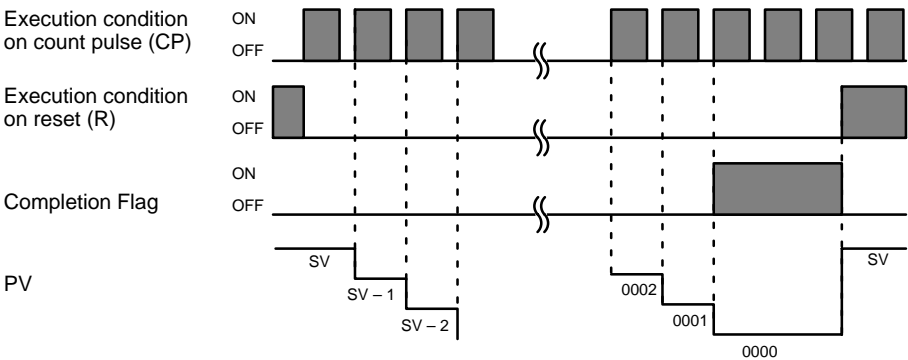 Execution condition
on count pulse (CP)
ON
OFF
Execution condition
on reset (R)
ON
OFF
Completion Flag
ON
OFF
PV
SV
SV – 1
SV – 2
0002
0001
0000
SV